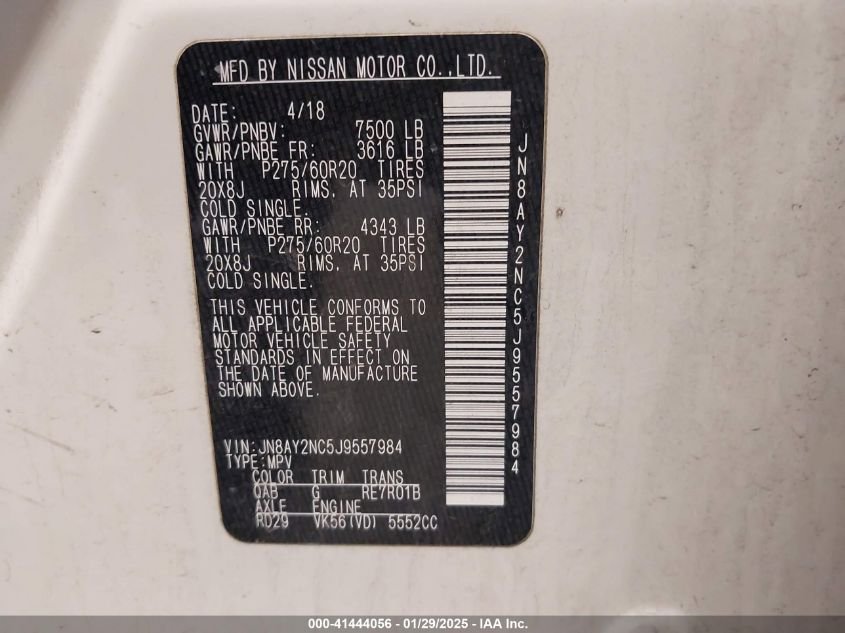 MFD BY NISSAN MOTOR CO.,LTD.
DATE: 4/18
GVWR/PNBV: 7500 LB
GAWR/PNBE FR: 3616 LB
WITH P275/60R20 TIRES
20X8J RIMS, AT 35PSI
COLD SINGLE.
GAWR/PNBE RR: 4343 LB
WITH P275/60R20 TIRES
20X8J RIMS, AT 35PSI
COLD SINGLE.
THIS VEHICLE CONFORMS TO
ALL APPLICABLE FEDERAL
MOTOR VEHICLE SAFETY
STANDARDS IN EFFECT ON
THE DATE OF MANUFACTURE
SHOWN ABOVE.
VIN:JN8AY2NC5J9557984
TYPE:MPV
COLOR TRIM TRANS
QAB G RE7R01B
AXLE ENGINE
RD29 VK56(VD) 5552CC
JN8AY2NC5J9557984
000-41444056 - 01/29/2025 - IAA Inc.